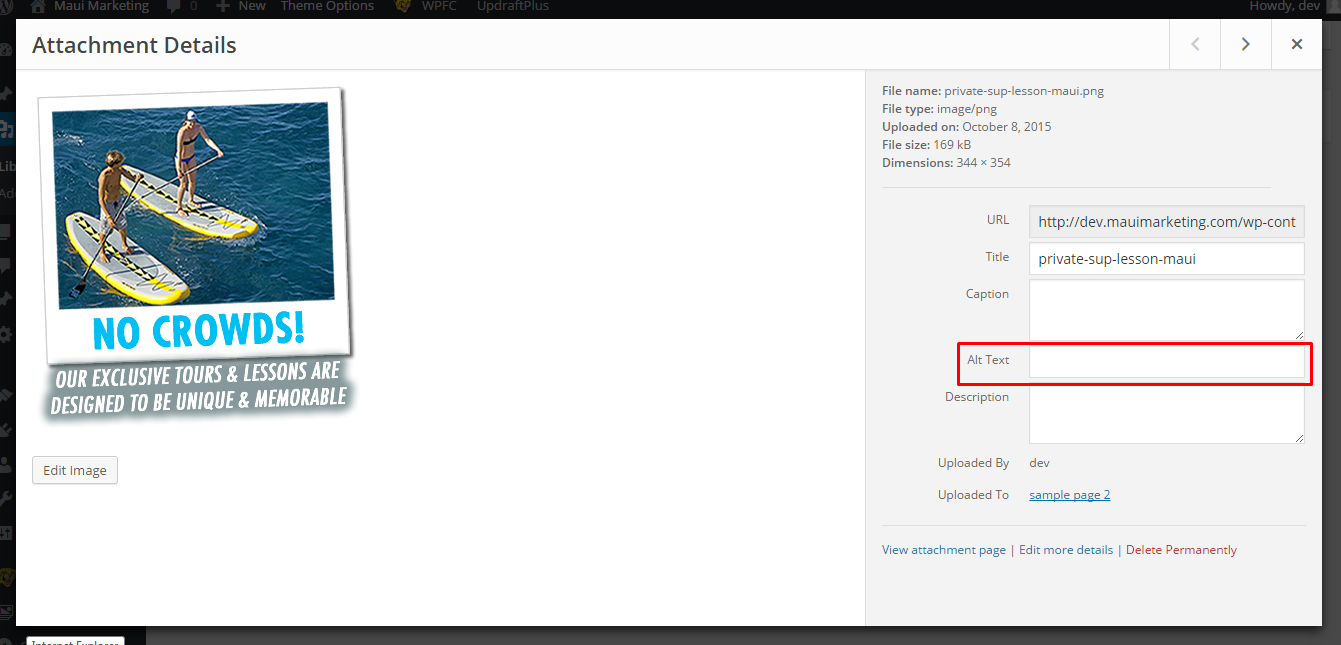 Maui Marketing 0 New Theme Options WPFC UpdraftPlus Howdy, dev
Attachment Details
NO CROWDS!
OUR EXCLUSIVE TOURS & LESSONS ARE
DESIGNED TO BE UNIQUE & MEMORABLE
Edit Image
File name: private-sup-lesson-maui.png
File type: image/png
Uploaded on: October 8, 2015
File size: 169 kB
Dimensions: 344 × 354
URL http://dev.mauimarketing.com/wp-cont
Title private-sup-lesson-maui
Caption
Alt Text
Description
Uploaded By dev
Uploaded To sample page 2
View attachment page | Edit more details | Delete Permanently
Lib
Ad
Internet Explorer